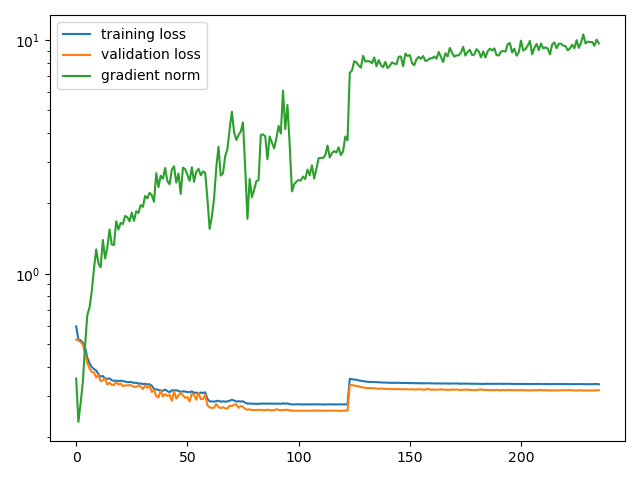 training loss
validation loss
gradient norm
10¹
10⁰
0 50 100 150 200